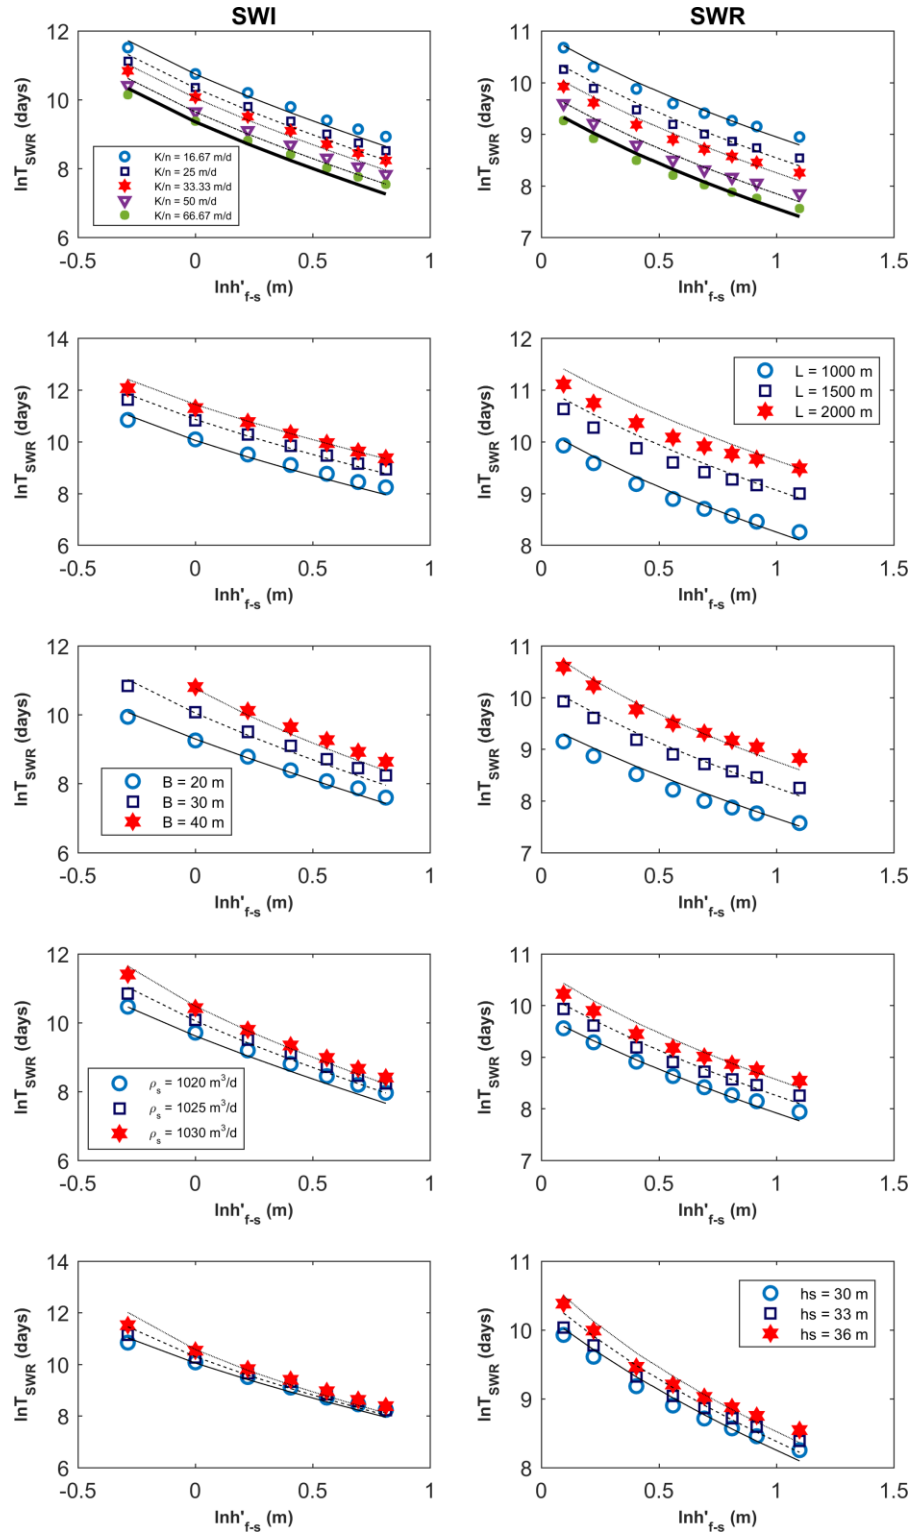 SWI
SWR
12
10
8
6
lnT_SWR (days)
K/n = 16.67 m/d
K/n = 25 m/d
K/n = 33.33 m/d
K/n = 50 m/d
K/n = 66.67 m/d
-0.5 0 0.5 1
lnh'_f-s (m)
11
10
9
8
7
lnT_SWR (days)
0 0.5 1 1.5
lnh'_f-s (m)
14
12
10
8
6
lnT_SWR (days)
-0.5 0 0.5 1
lnh'_f-s (m)
12
11
10
9
8
lnT_SWR (days)
L = 1000 m
L = 1500 m
L = 2000 m
0 0.5 1 1.5
lnh'_f-s (m)
12
10
8
6
lnT_SWR (days)
B = 20 m
B = 30 m
B = 40 m
-0.5 0 0.5 1
lnh'_f-s (m)
11
10
9
8
7
lnT_SWR (days)
0 0.5 1 1.5
lnh'_f-s (m)
12
10
8
6
lnT_SWR (days)
ρ_s = 1020 m³/d
ρ_s = 1025 m³/d
ρ_s = 1030 m³/d
-0.5 0 0.5 1
lnh'_f-s (m)
11
10
9
8
7
lnT_SWR (days)
0 0.5 1 1.5
lnh'_f-s (m)
14
12
10
8
6
lnT_SWR (days)
-0.5 0 0.5 1
lnh'_f-s (m)
11
10
9
8
lnT_SWR (days)
hs = 30 m
hs = 33 m
hs = 36 m
0 0.5 1 1.5
lnh'_f-s (m)